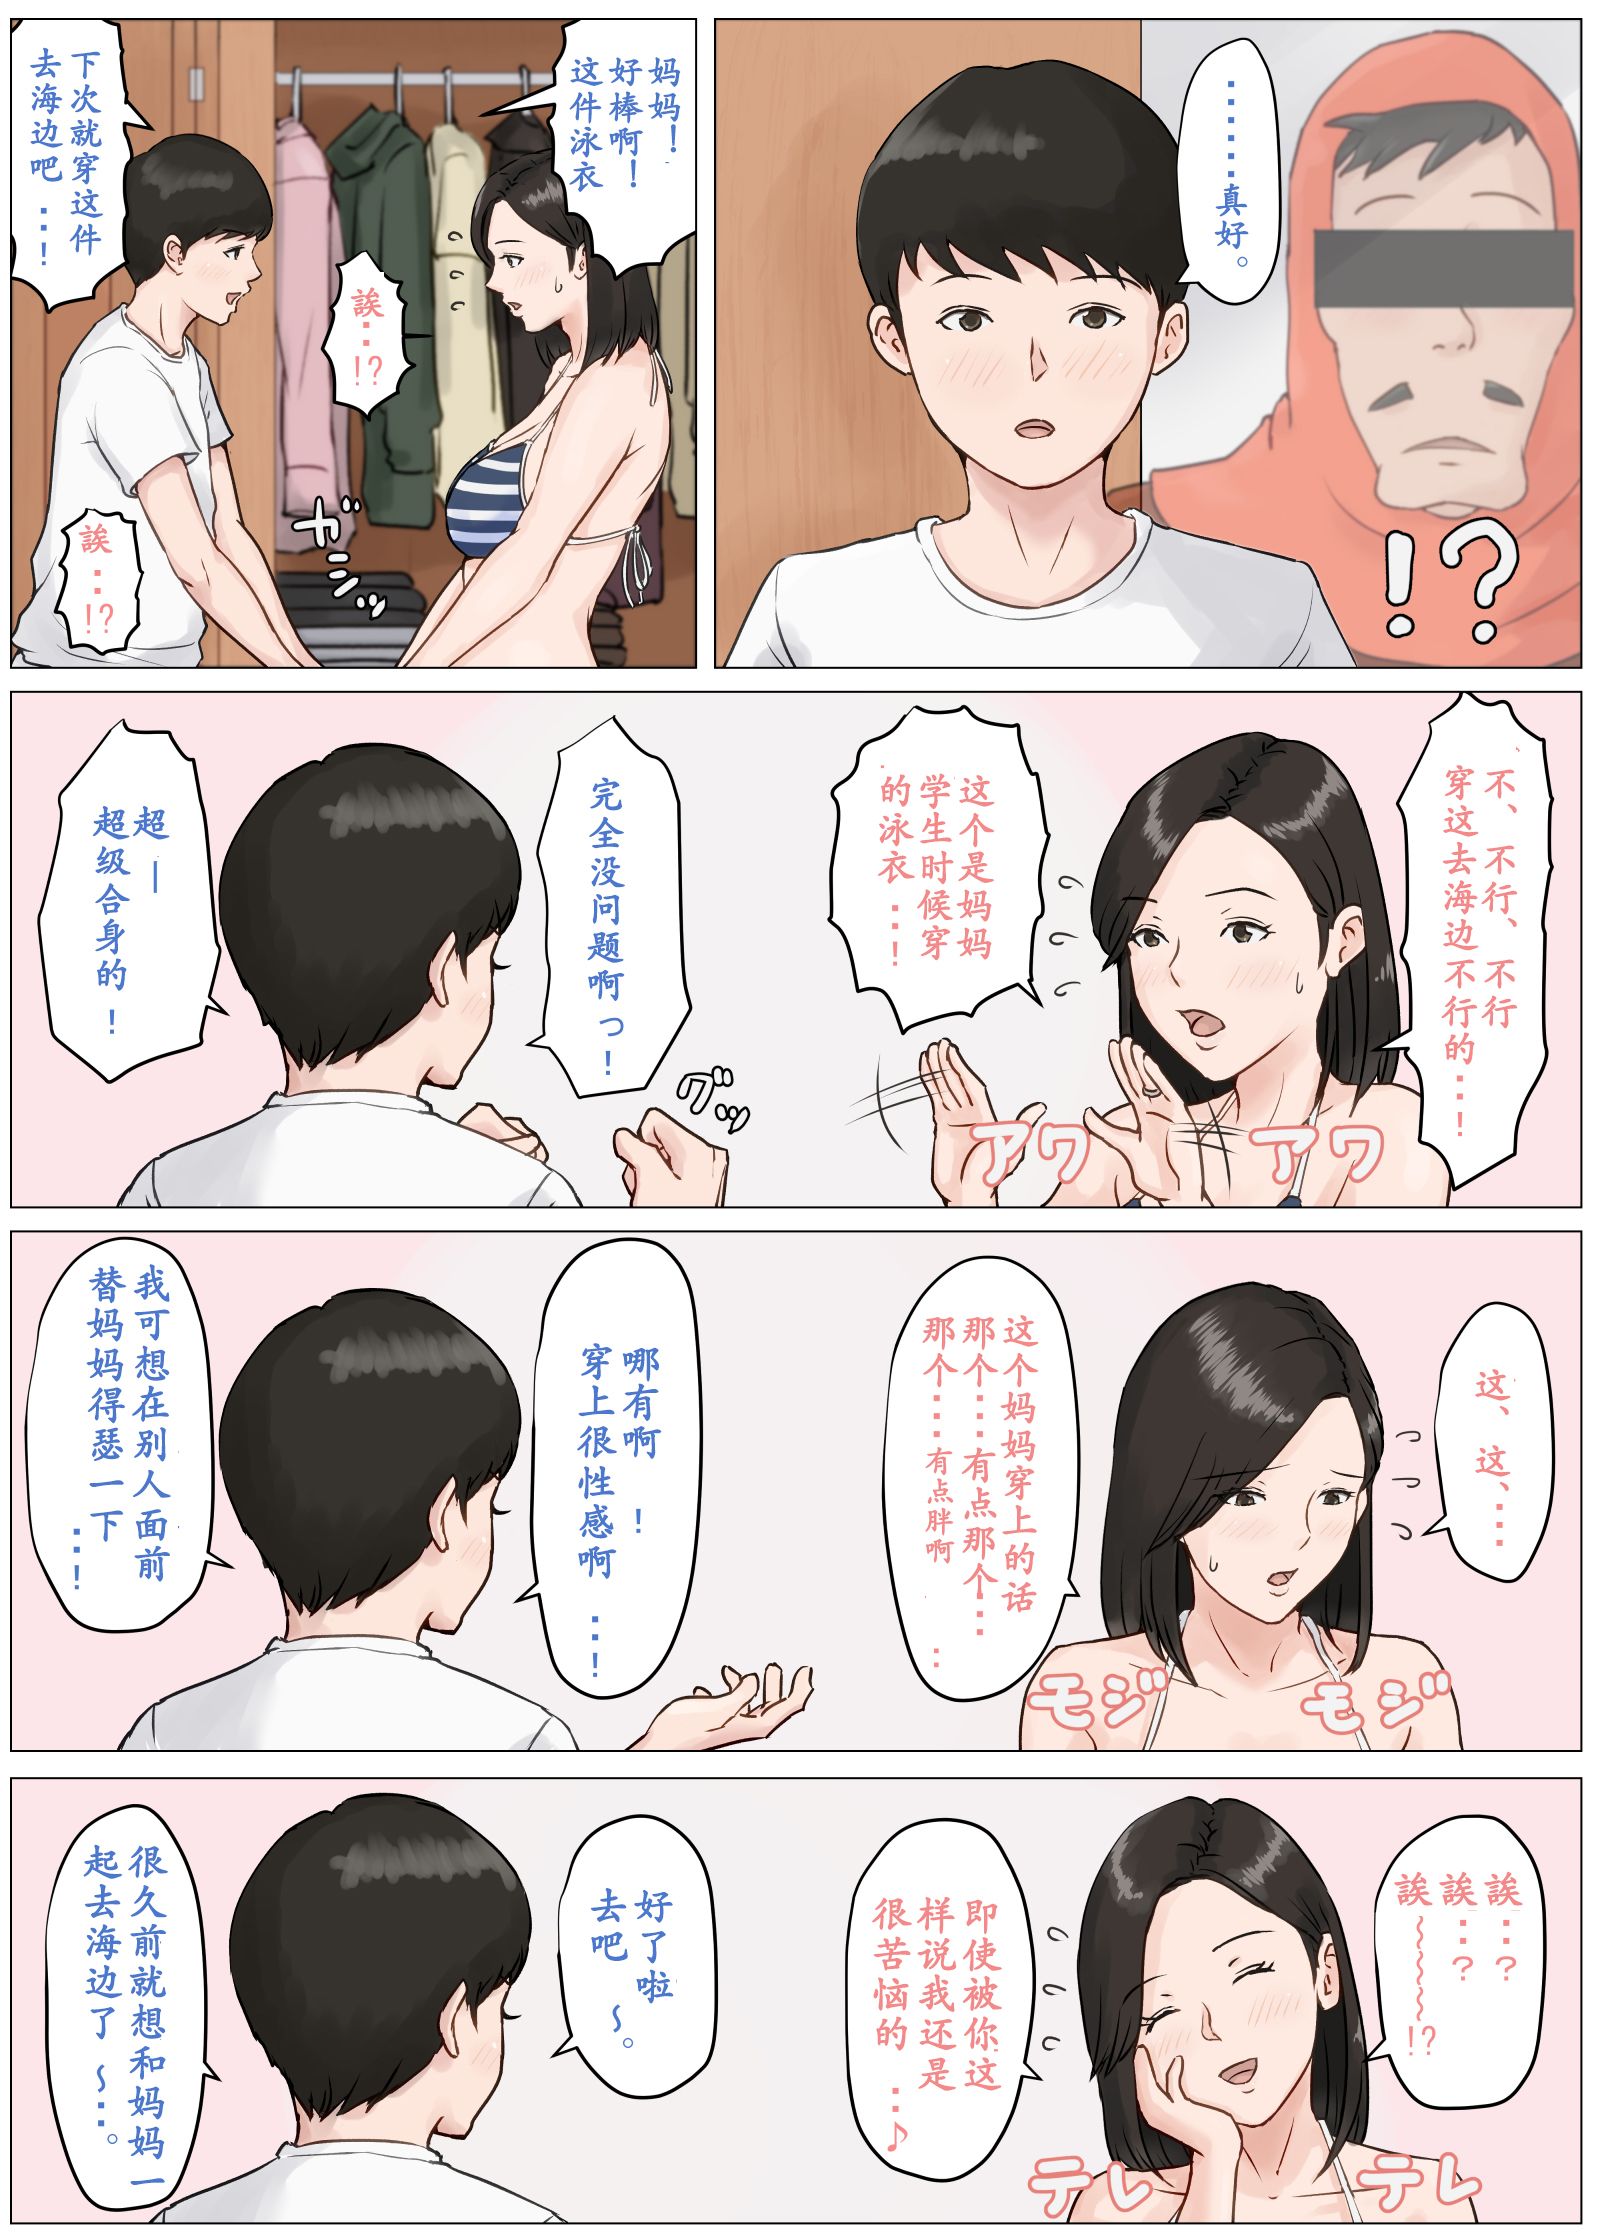 ………真好。
!?
妈妈！
好棒啊！
这件泳衣
誒…!?
ガシッ
下次就穿这件
去海边吧…！
誒…!?
不、不行、不行
穿这去海边不行的…！
这个是妈妈
学生时候穿
的泳衣…！
アワ
アワ
完全没问题啊っ！
グッ
超—
超级合身的！
这、这、…
这个妈妈穿上的话
那个…有点那个…
那个…有点胖啊…
モジ
モジ
哪有啊！
穿上很性感啊…！
我可想在别人面前
替妈妈得瑟一下…！
誒…?
誒…?
誒~~~~!?
即使被你这
样说我还是
很苦恼的…♪
テレ
テレ
好了啦
去吧～。
很久前就想和妈妈一
起去海边了～…。